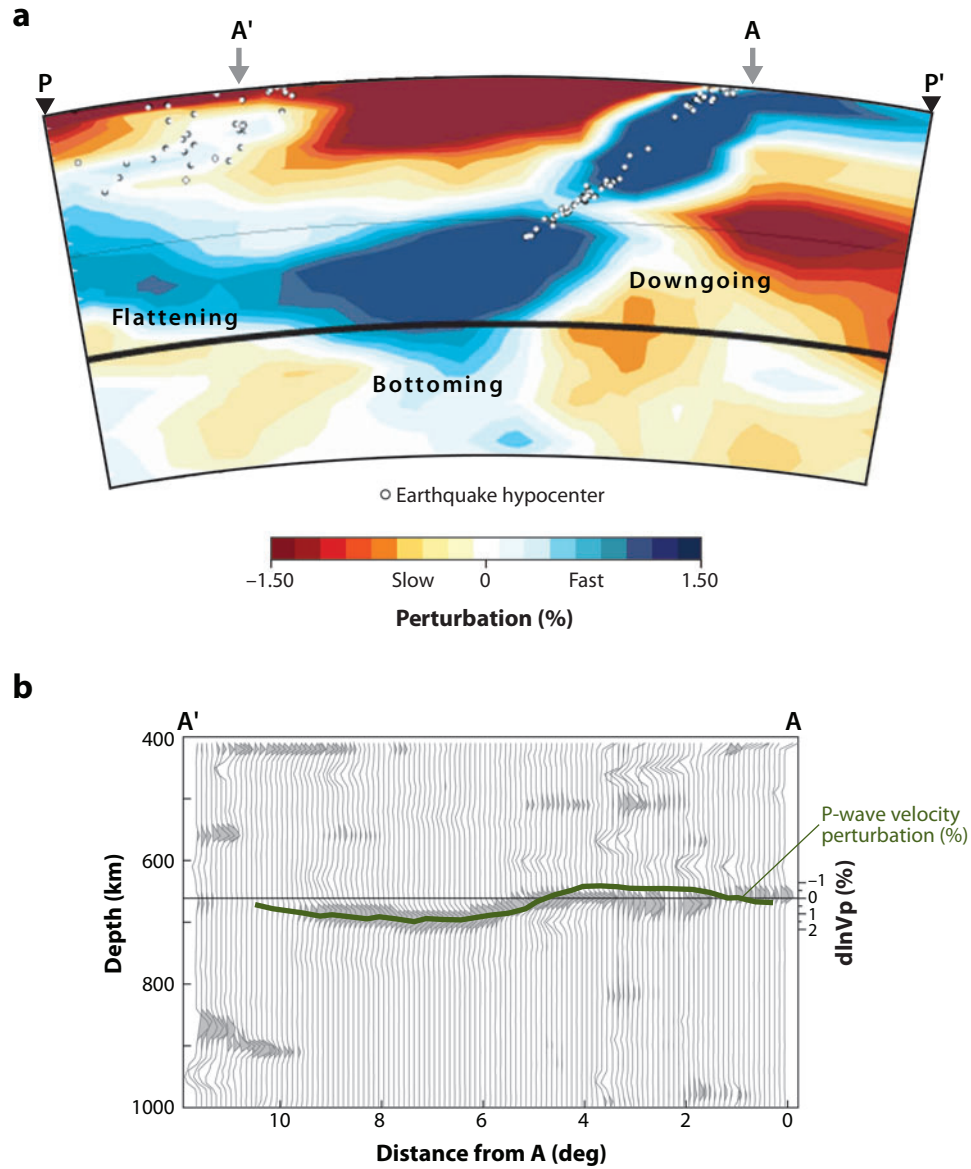 a
A' A
P P'
Downgoing
Flattening
Bottoming
Earthquake hypocenter
−1.50 Slow 0 Fast 1.50
Perturbation (%)
b
A' A
400
600
800
1000
Depth (km)
P-wave velocity
perturbation (%)
−1
0
1
2
dlnVp (%)
10 8 6 4 2 0
Distance from A (deg)